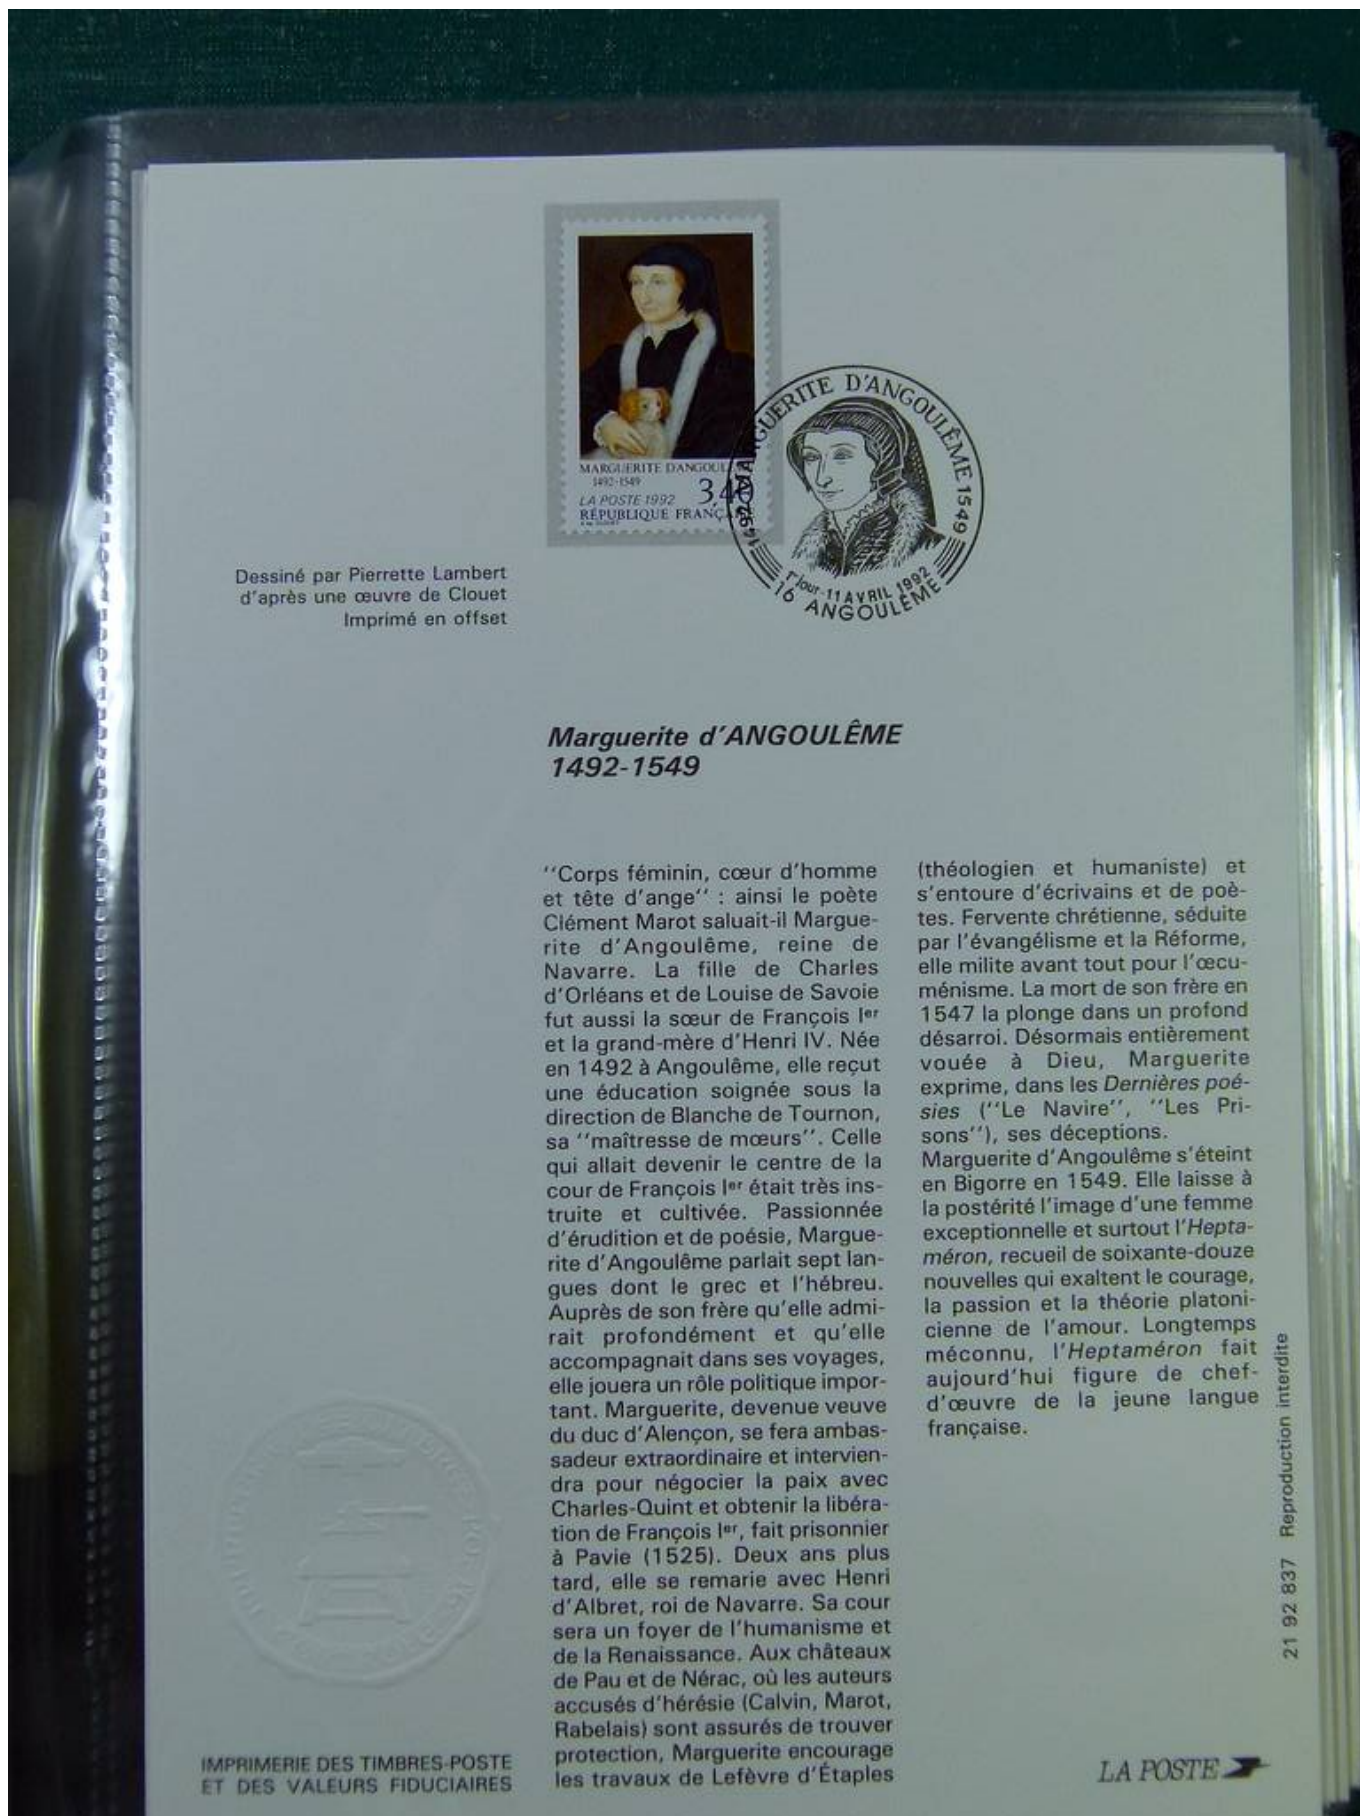 MARGUERITE D'ANGOUL
1492-1549
LA POSTE 1992 3,4
RÉPUBLIQUE FRANÇA
1492 MARGUERITE D'ANGOULÊME 1549
1r jour - 11 AVRIL 1992
16 ANGOULÊME
Dessiné par Pierrette Lambert
d'après une œuvre de Clouet
Imprimé en offset
Marguerite d'ANGOULÊME
1492-1549
''Corps féminin, cœur d'homme
et tête d'ange'' : ainsi le poète
Clément Marot saluait-il Margue-
rite d'Angoulême, reine de
Navarre. La fille de Charles
d'Orléans et de Louise de Savoie
fut aussi la sœur de François Ier
et la grand-mère d'Henri IV. Née
en 1492 à Angoulême, elle reçut
une éducation soignée sous la
direction de Blanche de Tournon,
sa ''maîtresse de mœurs''. Celle
qui allait devenir le centre de la
cour de François Ier était très ins-
truite et cultivée. Passionnée
d'érudition et de poésie, Margue-
rite d'Angoulême parlait sept lan-
gues dont le grec et l'hébreu.
Auprès de son frère qu'elle admi-
rait profondément et qu'elle
accompagnait dans ses voyages,
elle jouera un rôle politique impor-
tant. Marguerite, devenue veuve
du duc d'Alençon, se fera ambas-
sadeur extraordinaire et intervien-
dra pour négocier la paix avec
Charles-Quint et obtenir la libéra-
tion de François Ier, fait prisonnier
à Pavie (1525). Deux ans plus
tard, elle se remarie avec Henri
d'Albret, roi de Navarre. Sa cour
sera un foyer de l'humanisme et
de la Renaissance. Aux châteaux
de Pau et de Nérac, où les auteurs
accusés d'hérésie (Calvin, Marot,
Rabelais) sont assurés de trouver
protection, Marguerite encourage
les travaux de Lefèvre d'Étaples
(théologien et humaniste) et
s'entoure d'écrivains et de poè-
tes. Fervente chrétienne, séduite
par l'évangélisme et la Réforme,
elle milite avant tout pour l'œcu-
ménisme. La mort de son frère en
1547 la plonge dans un profond
désarroi. Désormais entièrement
vouée à Dieu, Marguerite
exprime, dans les Dernières poé-
sies (''Le Navire'', ''Les Pri-
sons''), ses déceptions.
Marguerite d'Angoulême s'éteint
en Bigorre en 1549. Elle laisse à
la postérité l'image d'une femme
exceptionnelle et surtout l'Hepta-
méron, recueil de soixante-douze
nouvelles qui exaltent le courage,
la passion et la théorie platoni-
cienne de l'amour. Longtemps
méconnu, l'Heptaméron fait
aujourd'hui figure de chef-
d'œuvre de la jeune langue
française.
21 92 837 Reproduction interdite
IMPRIMERIE DES TIMBRES-POSTE
ET DES VALEURS FIDUCIAIRES
LA POSTE